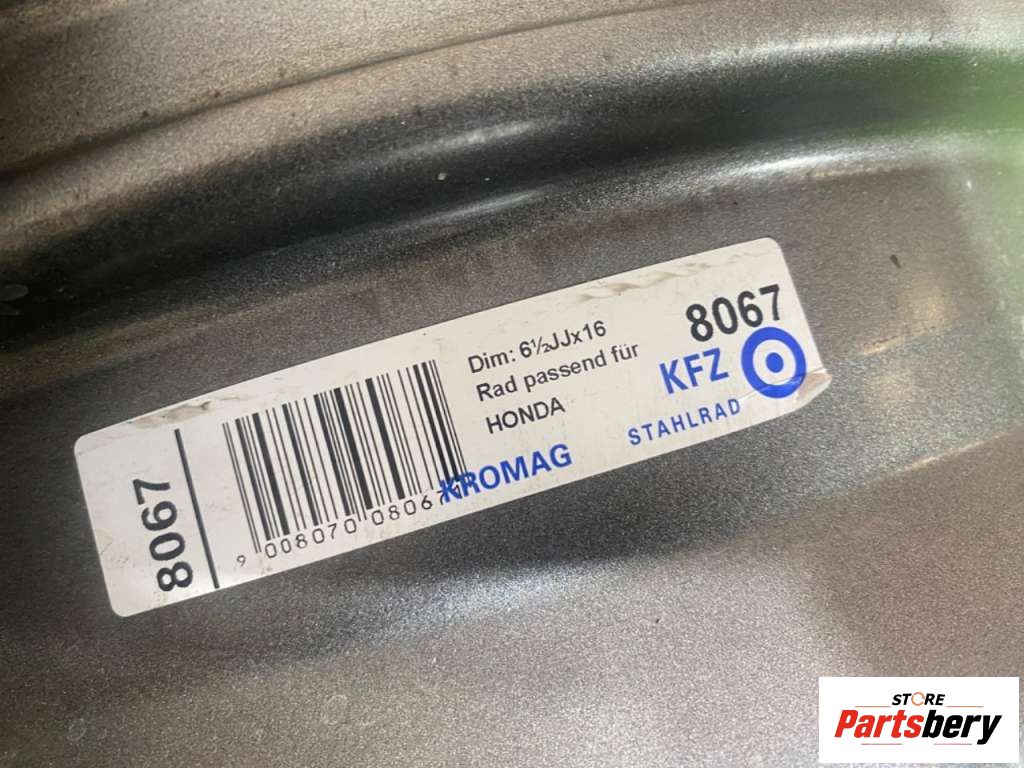 8067
9 008070 08067
Dim: 6½JJx16
Rad passend für
HONDA
KROMAG
8067
KFZ
STAHLRAD
STORE
Partsbery